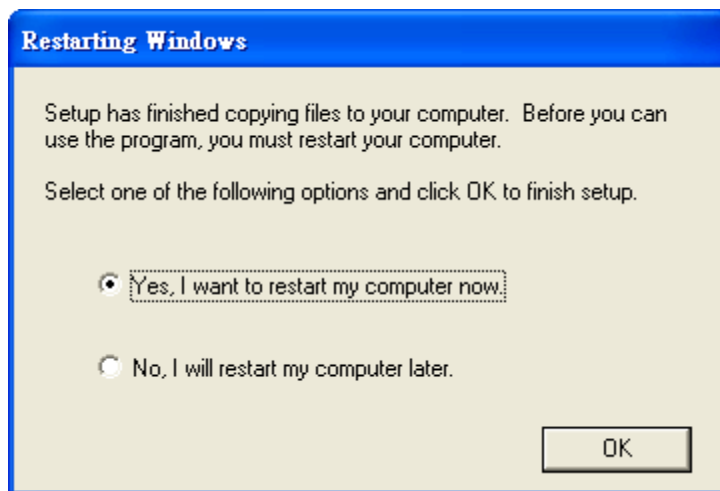 Restarting Windows
Setup has finished copying files to your computer.  Before you can
use the program, you must restart your computer.
Select one of the following options and click OK to finish setup.
Yes, I want to restart my computer now.
No, I will restart my computer later.
OK